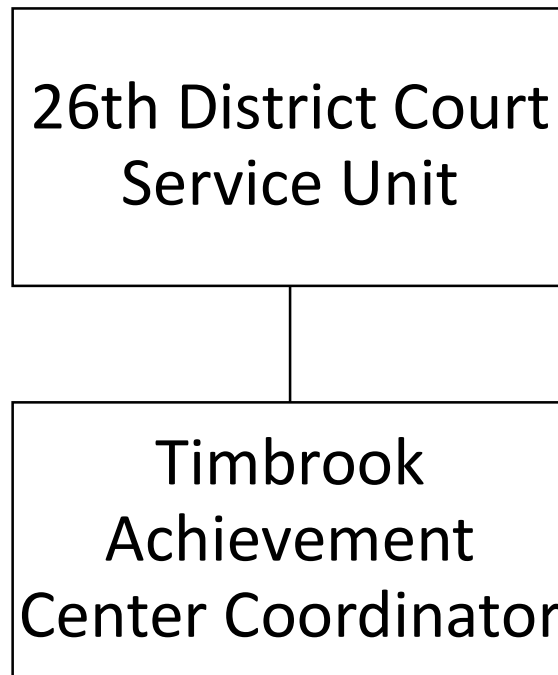 26th District Court
Service Unit
Timbrook
Achievement
Center Coordinator